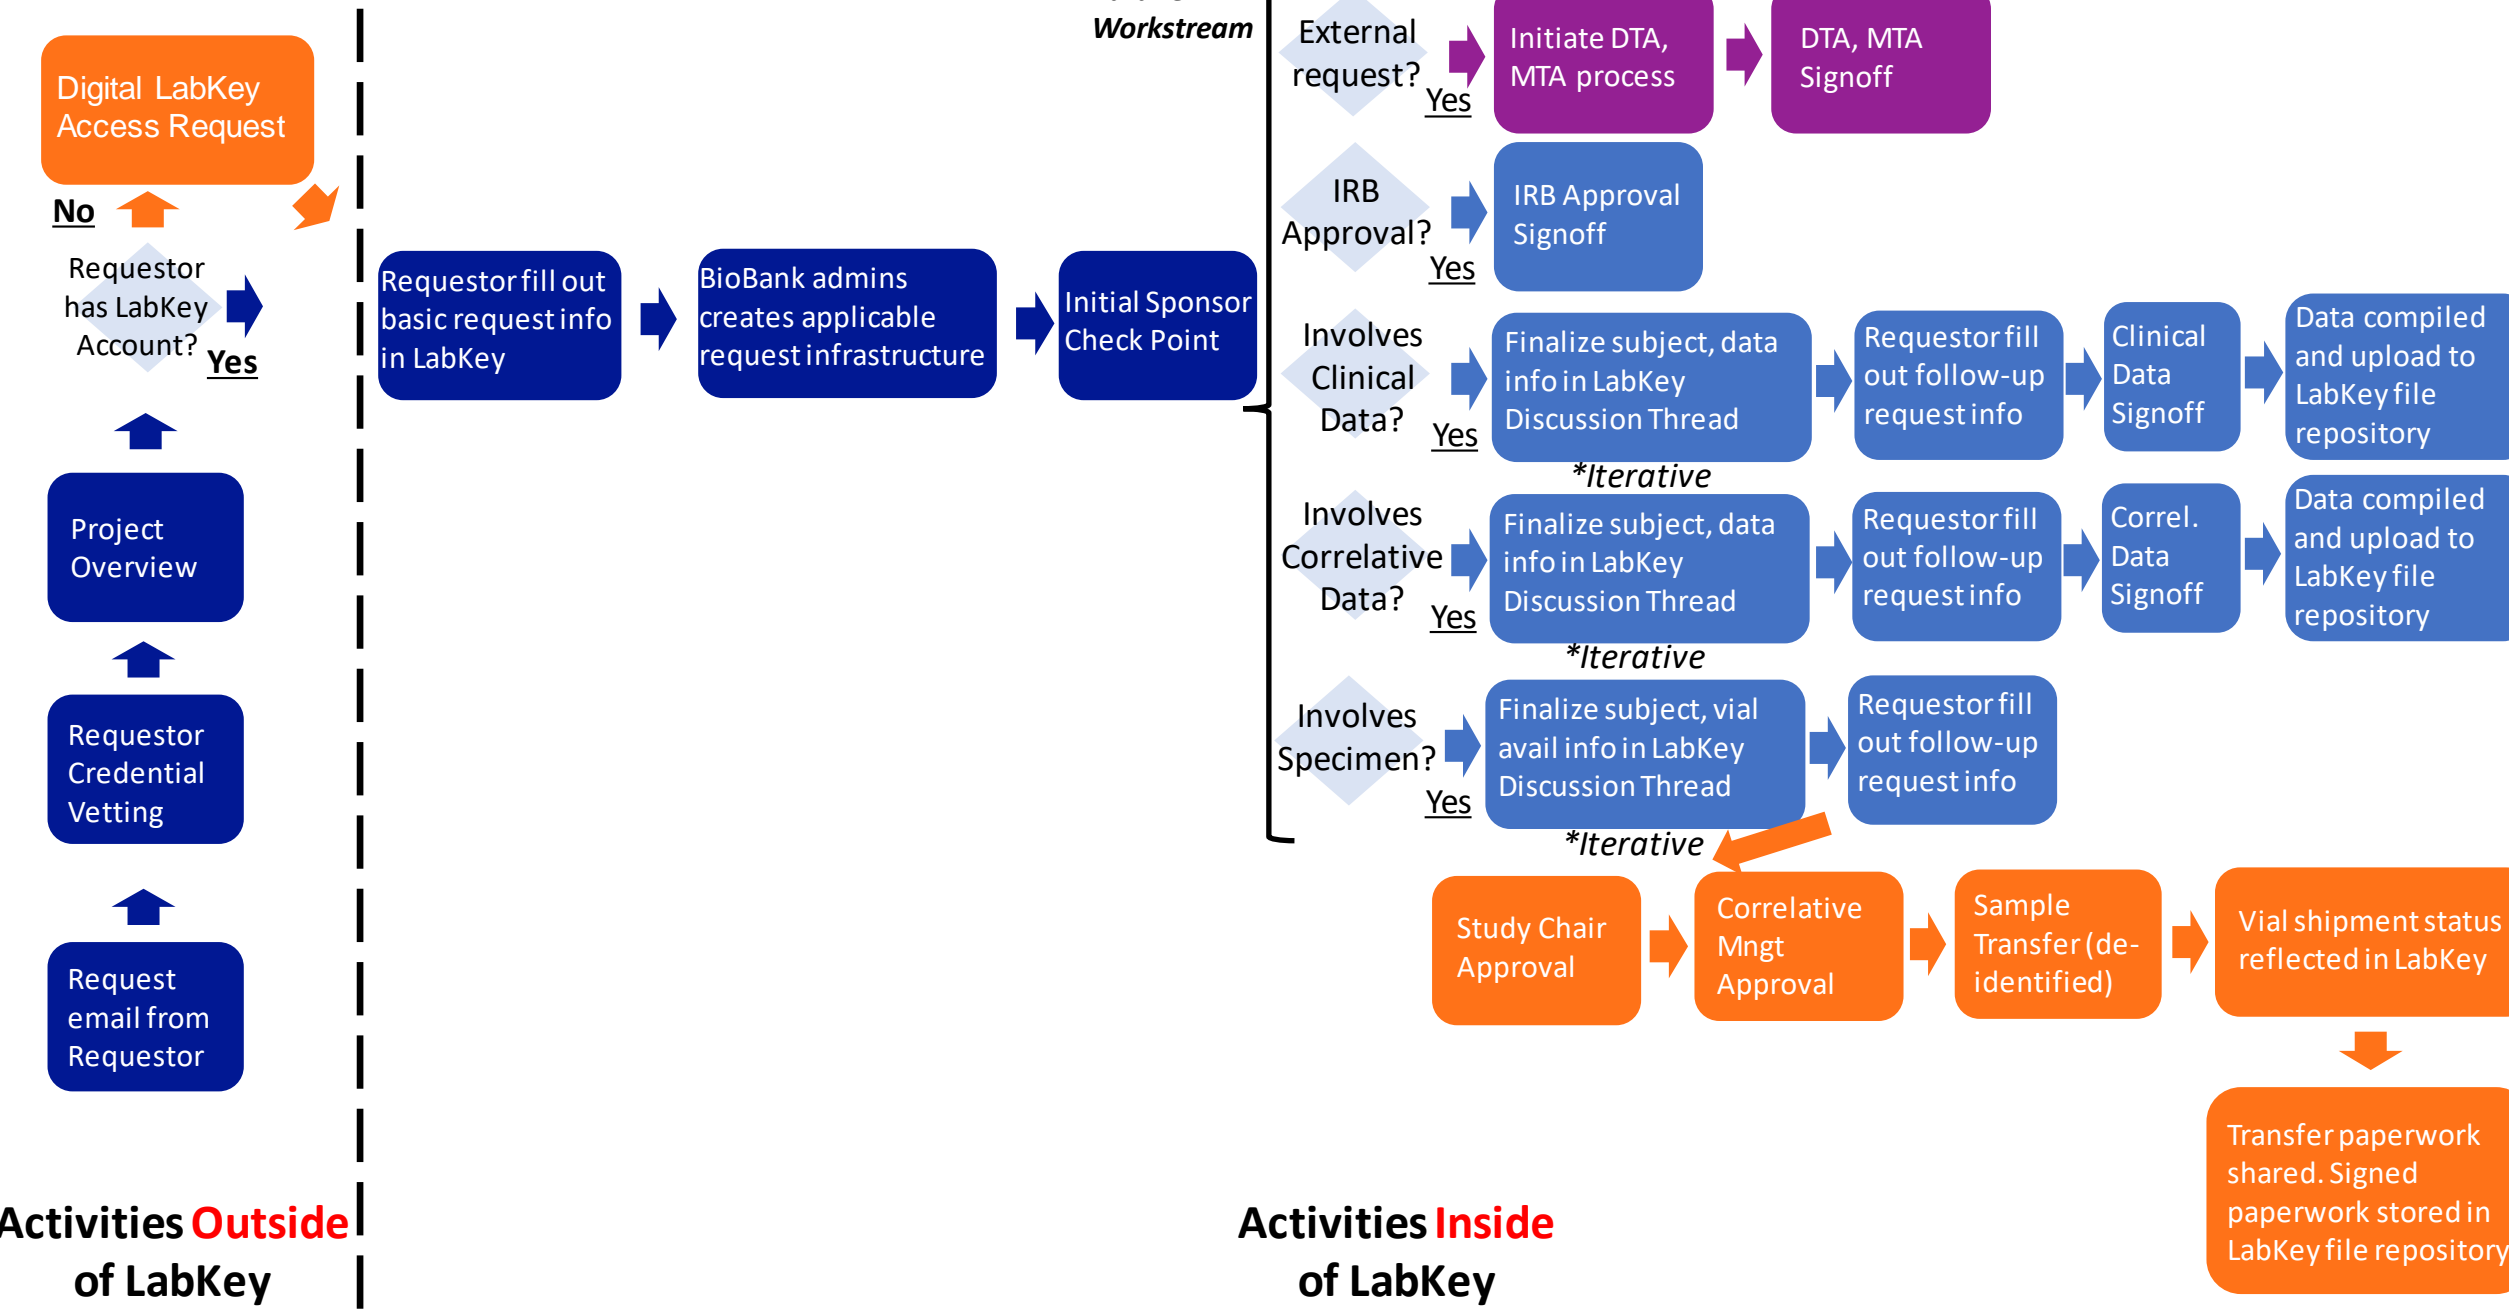 Workstream
Digital LabKey
Access Request
No
Requestor
has LabKey
Account?
Yes
Project
Overview
Requestor
Credential
Vetting
Request
email from
Requestor
Activities Outside
of LabKey
Requestor fill out
basic request info
in LabKey
BioBank admins
creates applicable
request infrastructure
Initial Sponsor
Check Point
External
request?
Yes
Initiate DTA,
MTA process
DTA, MTA
Signoff
IRB
Approval?
Yes
IRB Approval
Signoff
Involves
Clinical
Data?
Yes
Finalize subject, data
info in LabKey
Discussion Thread
*Iterative
Requestor fill
out follow-up
request info
Clinical
Data
Signoff
Data compiled
and upload to
LabKey file
repository
Involves
Correlative
Data?
Yes
Finalize subject, data
info in LabKey
Discussion Thread
*Iterative
Requestor fill
out follow-up
request info
Correl.
Data
Signoff
Data compiled
and upload to
LabKey file
repository
Involves
Specimen?
Yes
Finalize subject, vial
avail info in LabKey
Discussion Thread
*Iterative
Requestor fill
out follow-up
request info
Study Chair
Approval
Correlative
Mngt
Approval
Sample
Transfer (de-
identified)
Vial shipment status
reflected in LabKey
Transfer paperwork
shared. Signed
paperwork stored in
LabKey file repository
Activities Inside
of LabKey